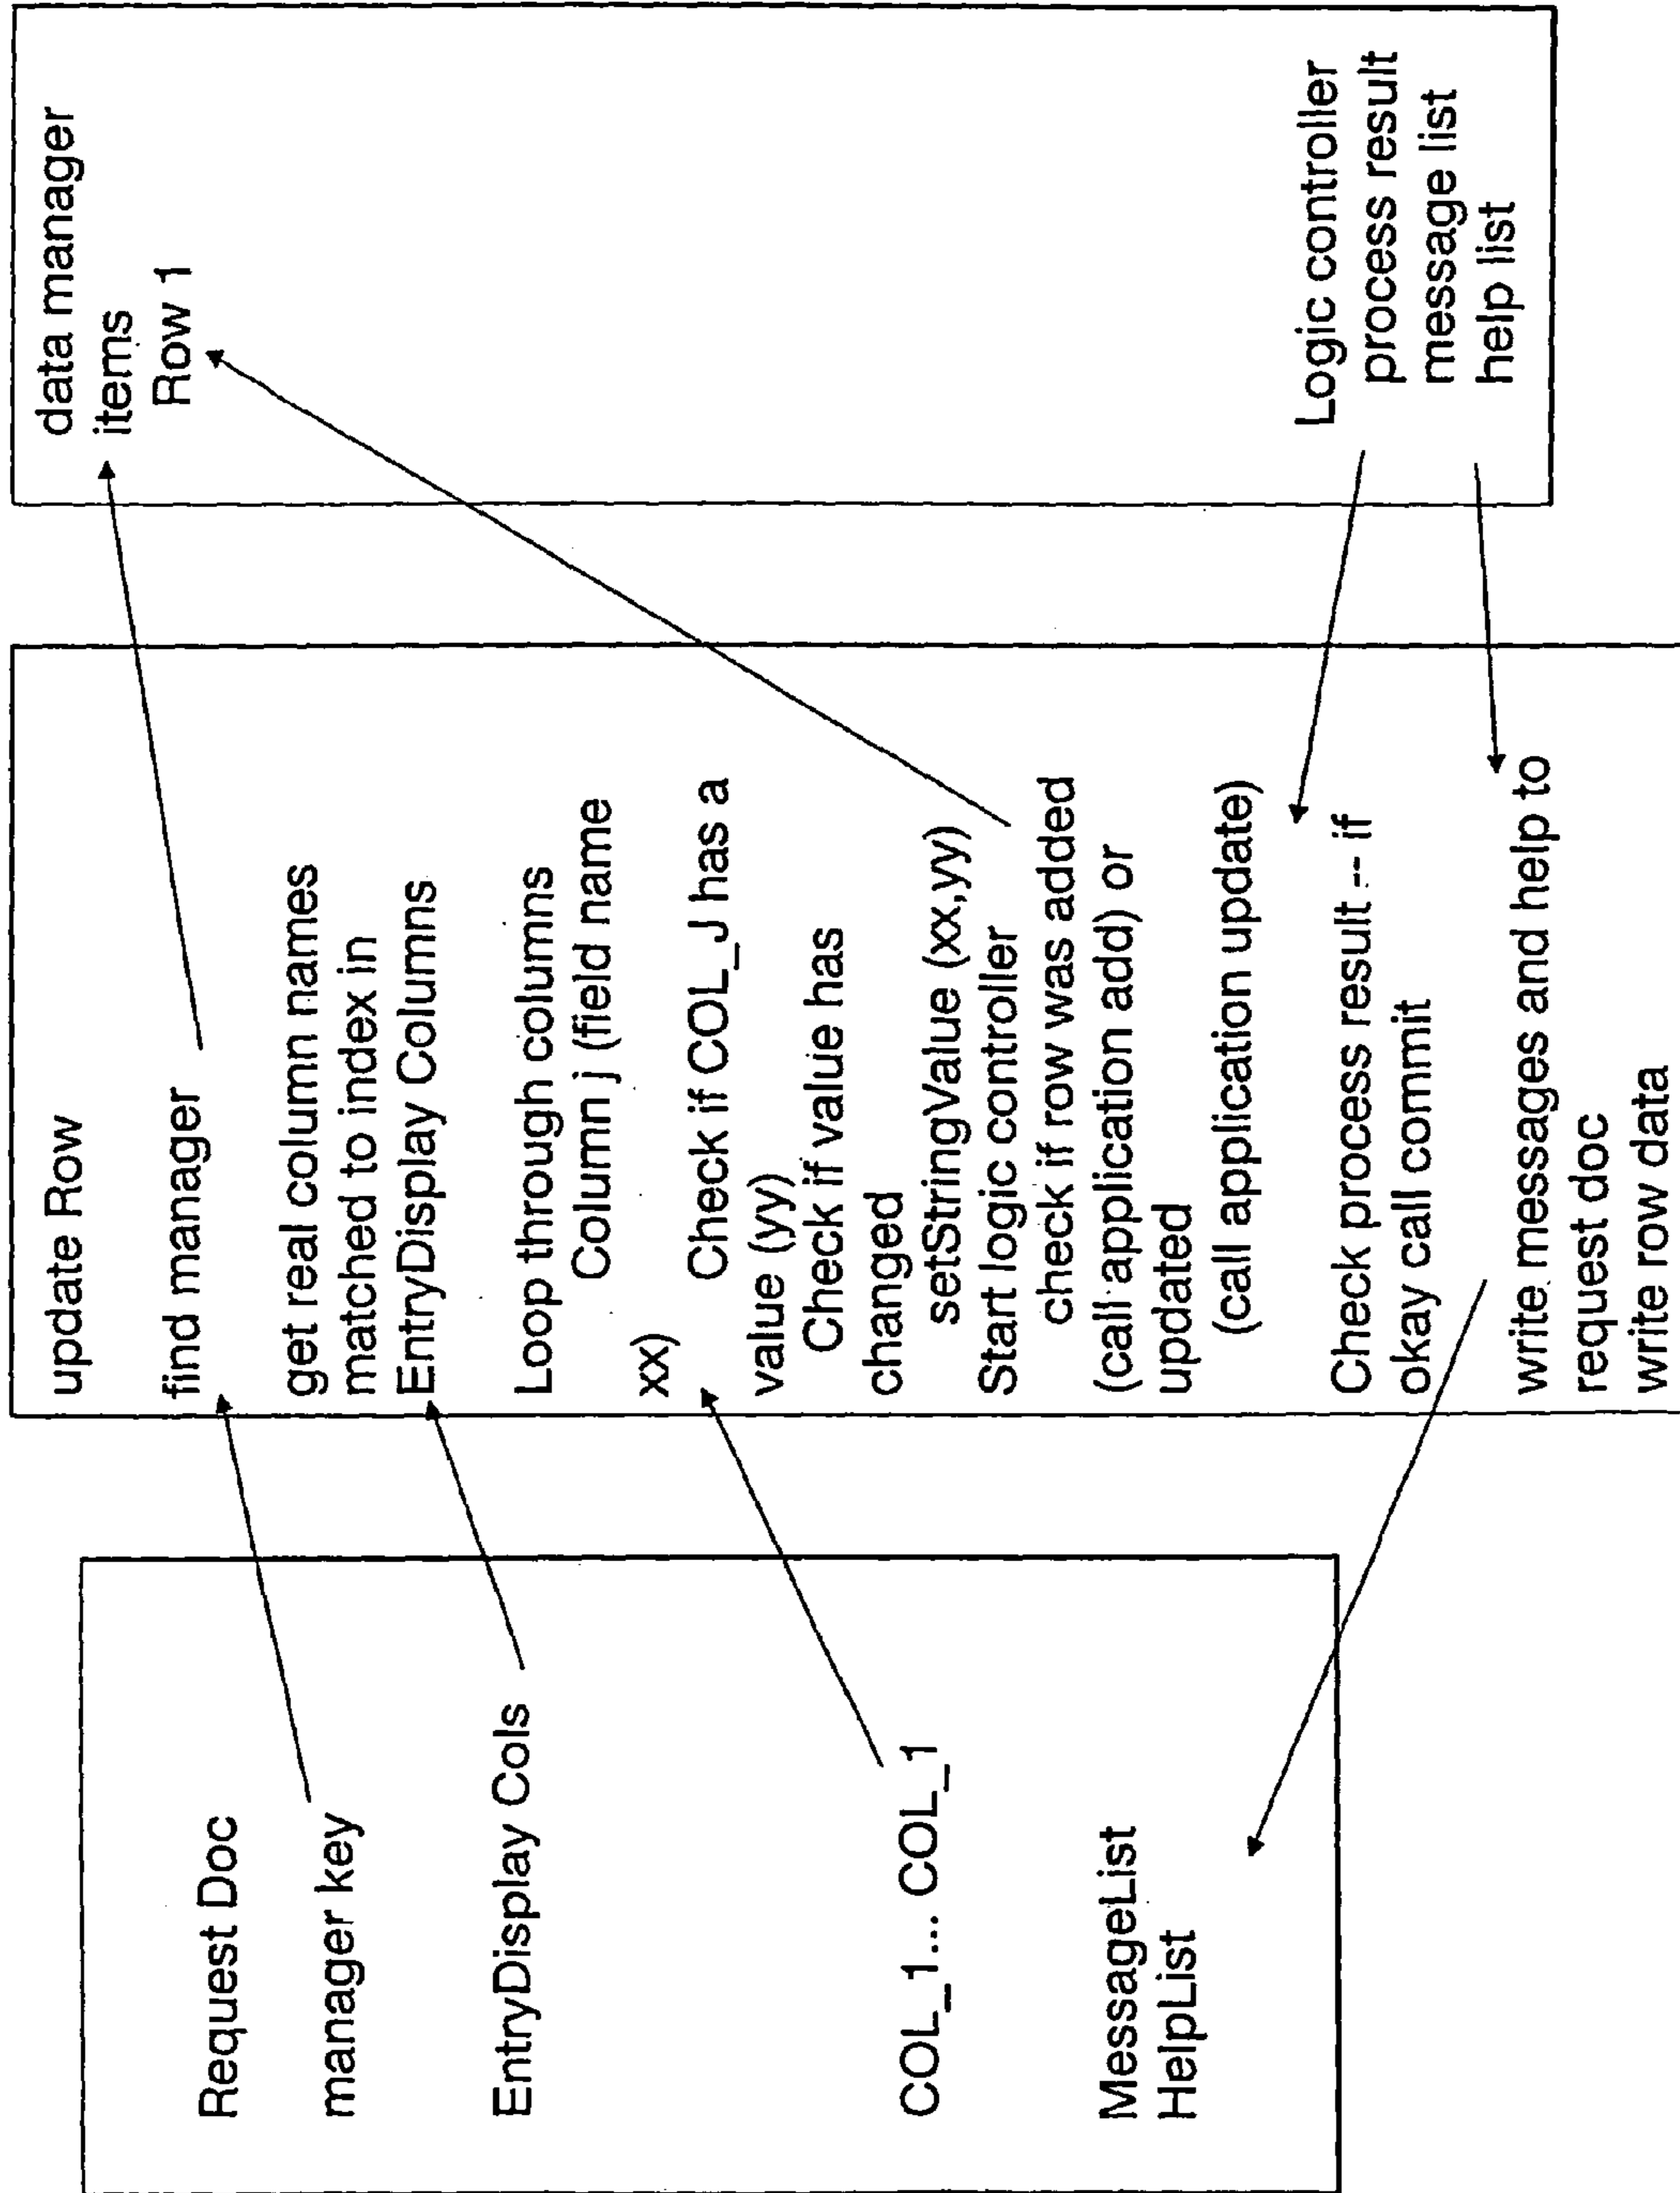 Request Doc
manager key
EntryDisplay Cols
COL_1... COL_1
MessageList
HelpList
update Row
find manager
get real column names
matched to index in
EntryDisplay Columns
Loop through columns
Column j (field name
xx)
Check if COL_J has a
value (yy)
Check if value has
changed
setStringValue (xx,yy)
Start logic controller
check if row was added
(call application add) or
updated
(call application update)
Check process result -- if
okay call commit
write messages and help to
request doc
write row data
data manager
items
Row 1
Logic controller
process result
message list
help list